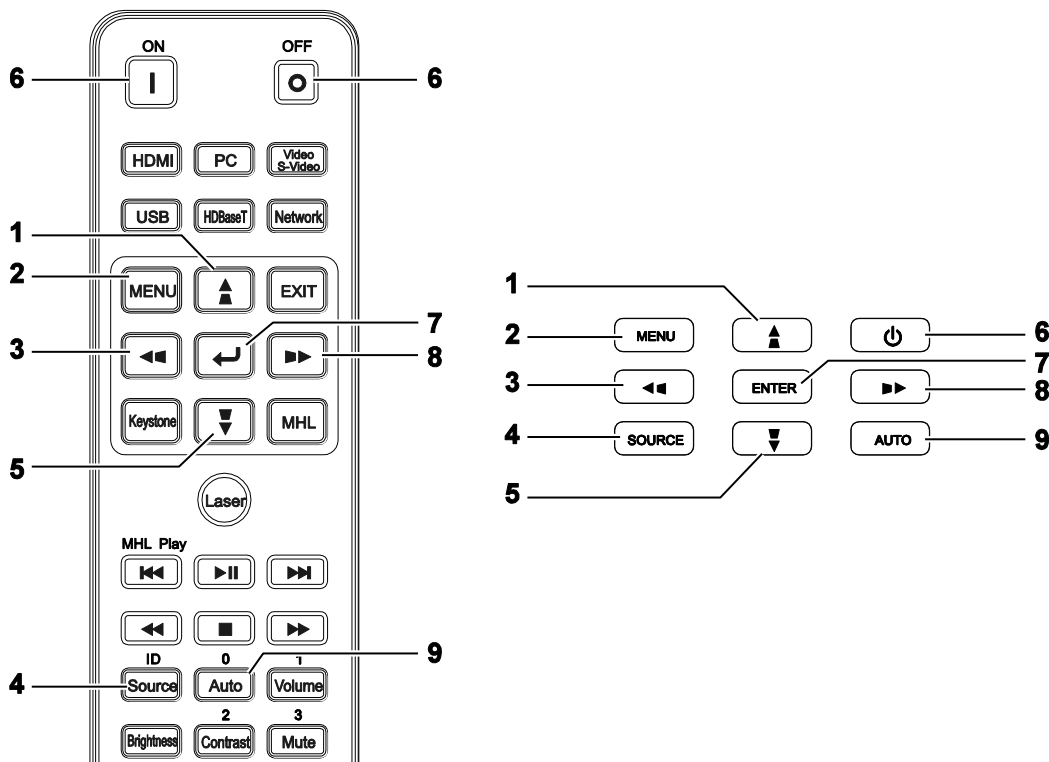 ON OFF
6 6
HDMI PC Video S-Video
USB HDBaseT Network
1
2 MENU EXIT
7
3 8
Keystone MHL
5
Laser
MHL Play
ID 0 1
9
4 Source Auto Volume
2 3
Brightness Contrast Mute
1
2 MENU 6
7
3 ENTER 8
4 SOURCE AUTO 9
5